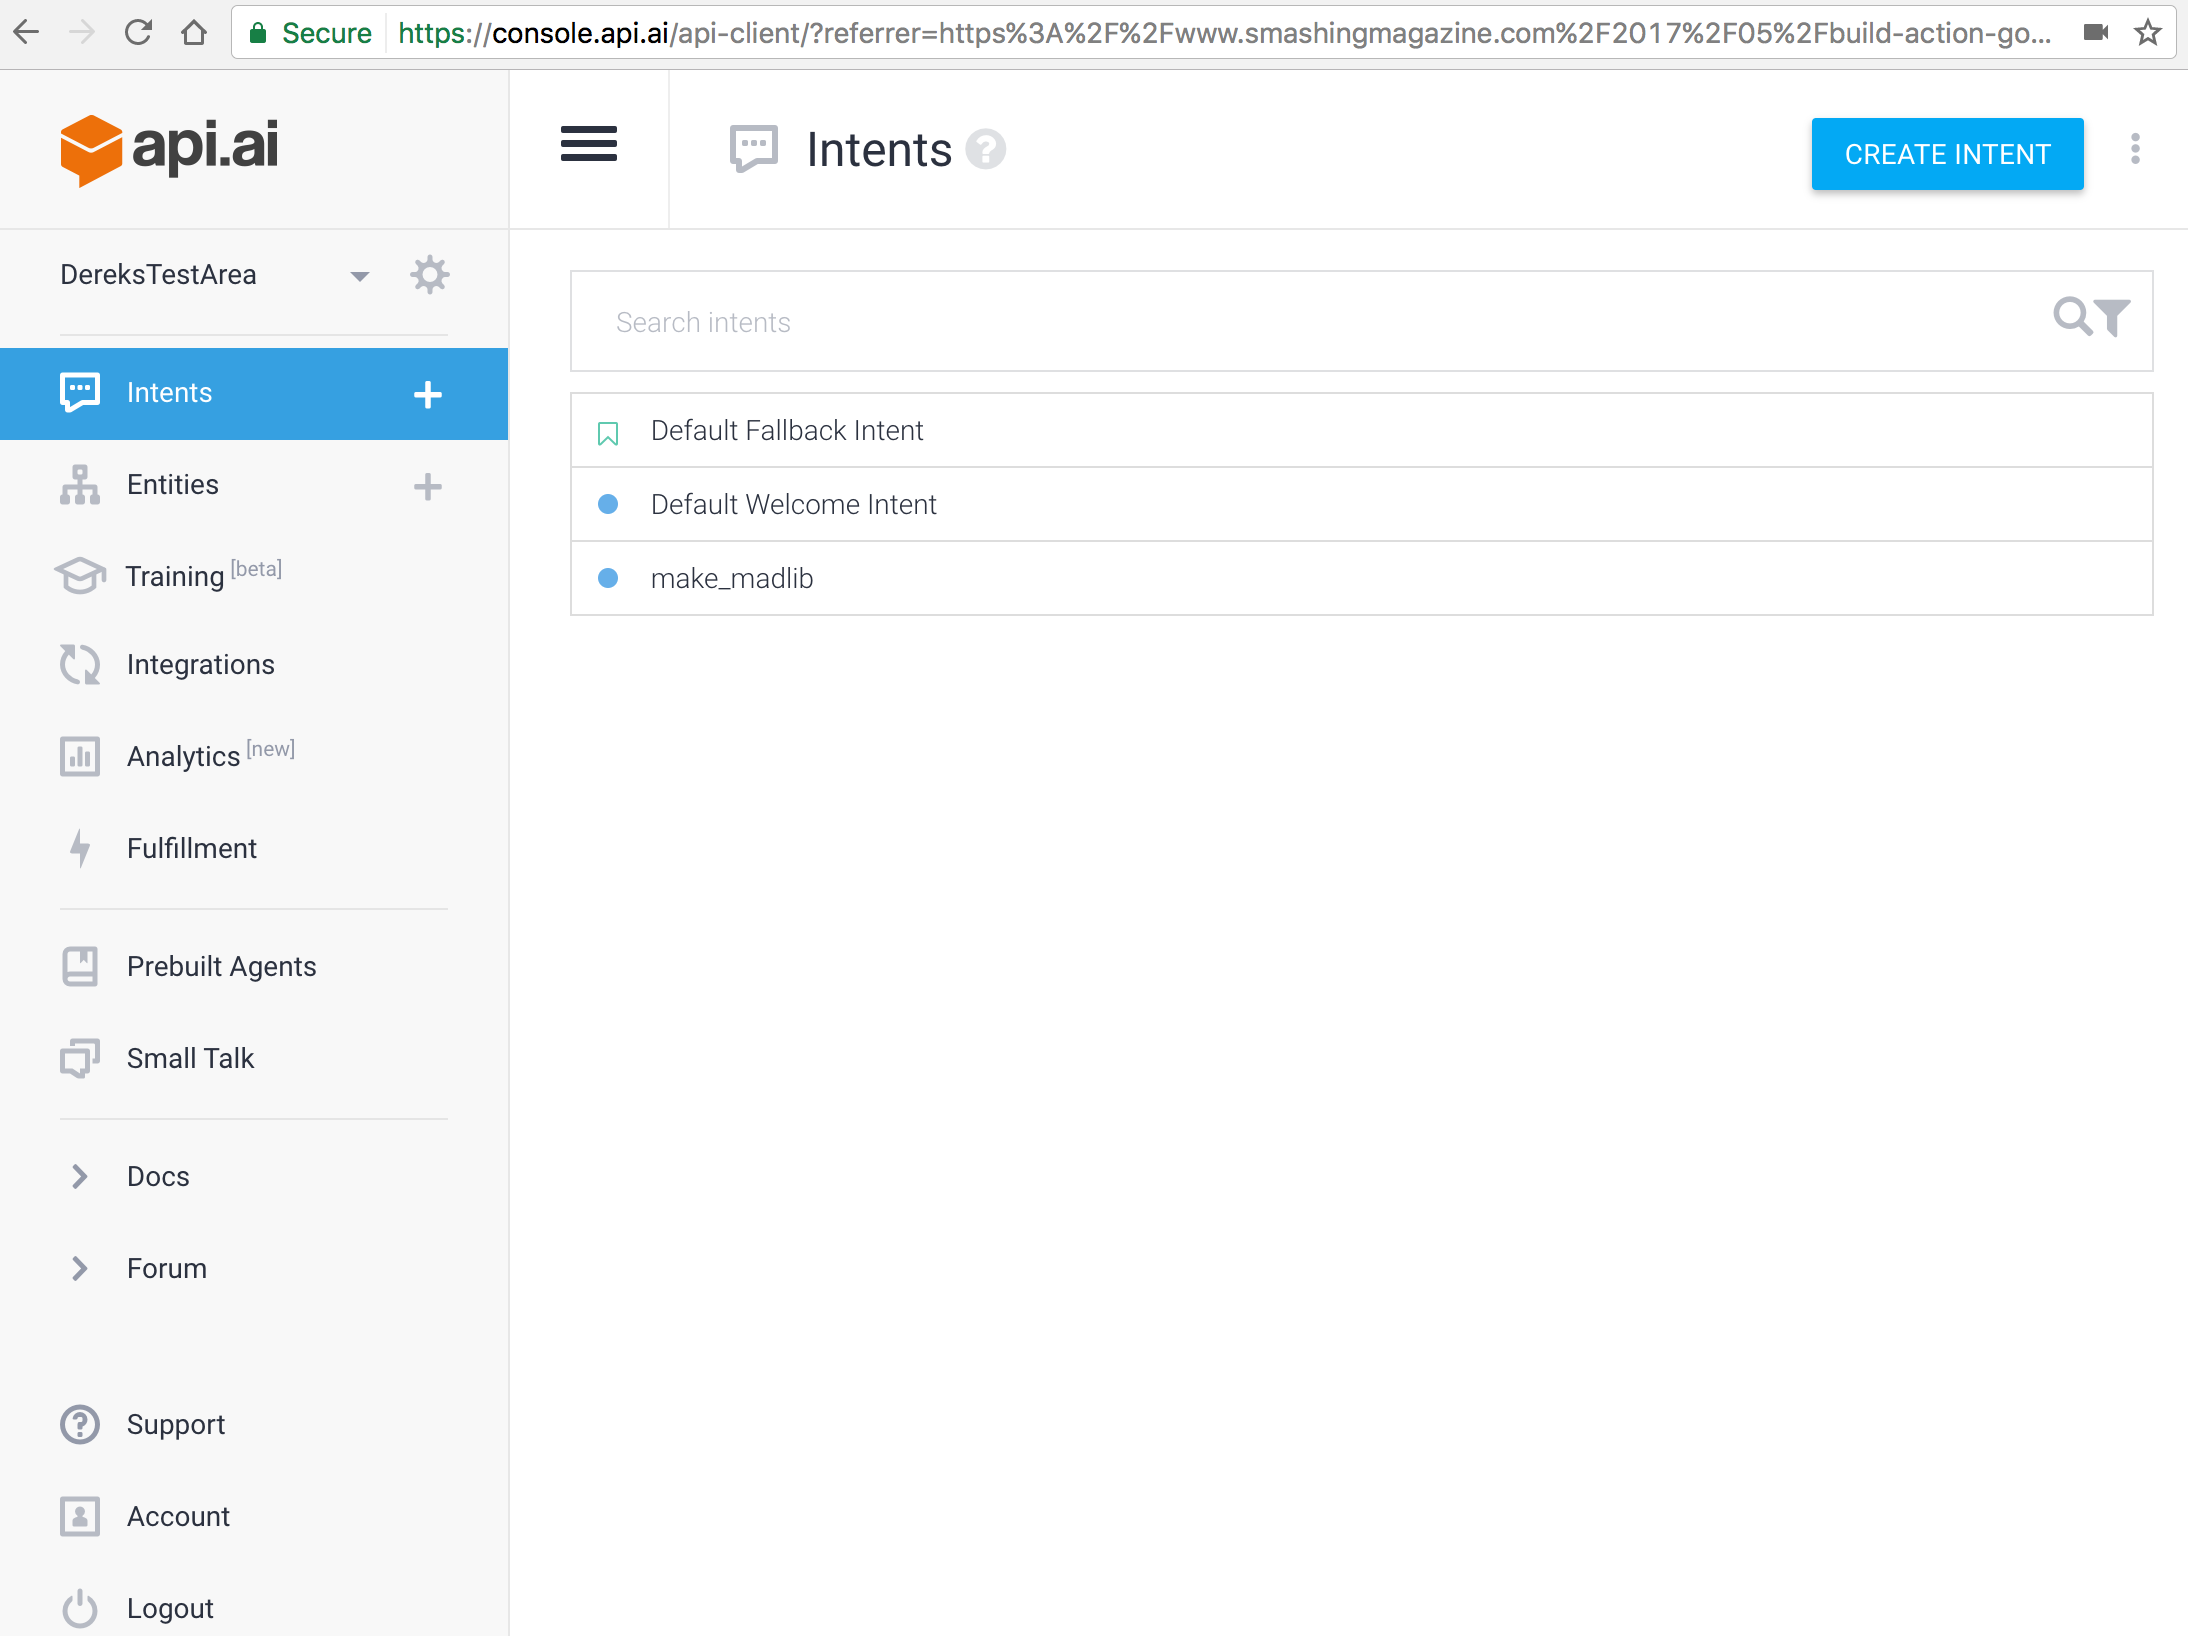 Secure https://console.api.ai/api-client/?referrer=https%3A%2F%2Fwww.smashingmagazine.com%2F2017%2F05%2Fbuild-action-go...
api.ai
Intents ?
CREATE INTENT
DereksTestArea
Intents
Entities
Training [beta]
Integrations
Analytics [new]
Fulfillment
Prebuilt Agents
Small Talk
Docs
Forum
Support
Account
Logout
Search intents
Default Fallback Intent
Default Welcome Intent
make_madlib